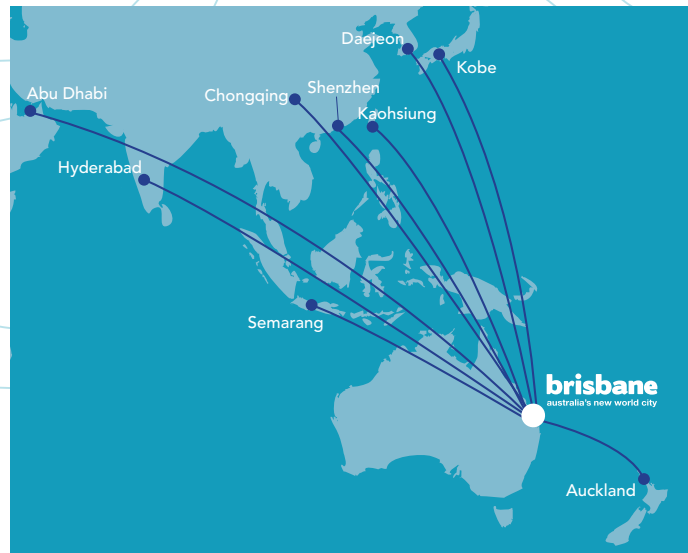 Daejeon
Kobe
Abu Dhabi
Chongqing
Shenzhen
Kaohsiung
Hyderabad
Semarang
brisbane
australia's new world city
Auckland